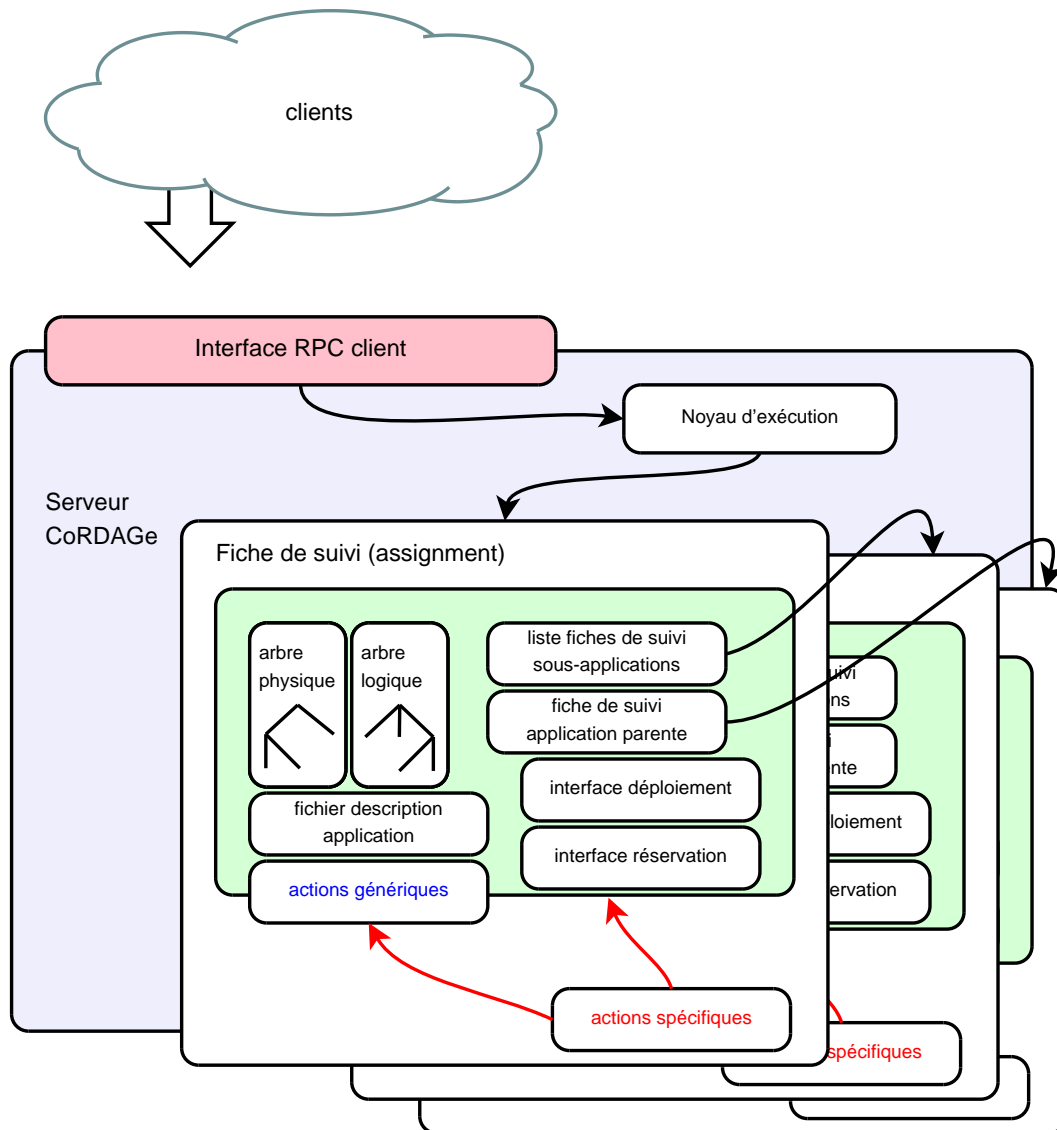 clients
Interface RPC client
Noyau d'exécution
Serveur
CoRDAGe
Fiche de suivi (assignment)
arbre
physique
arbre
logique
liste fiches de suivi
sous-applications
fiche de suivi
application parente
interface déploiement
fichier description
application
interface réservation
actions génériques
actions spécifiques
spécifiques